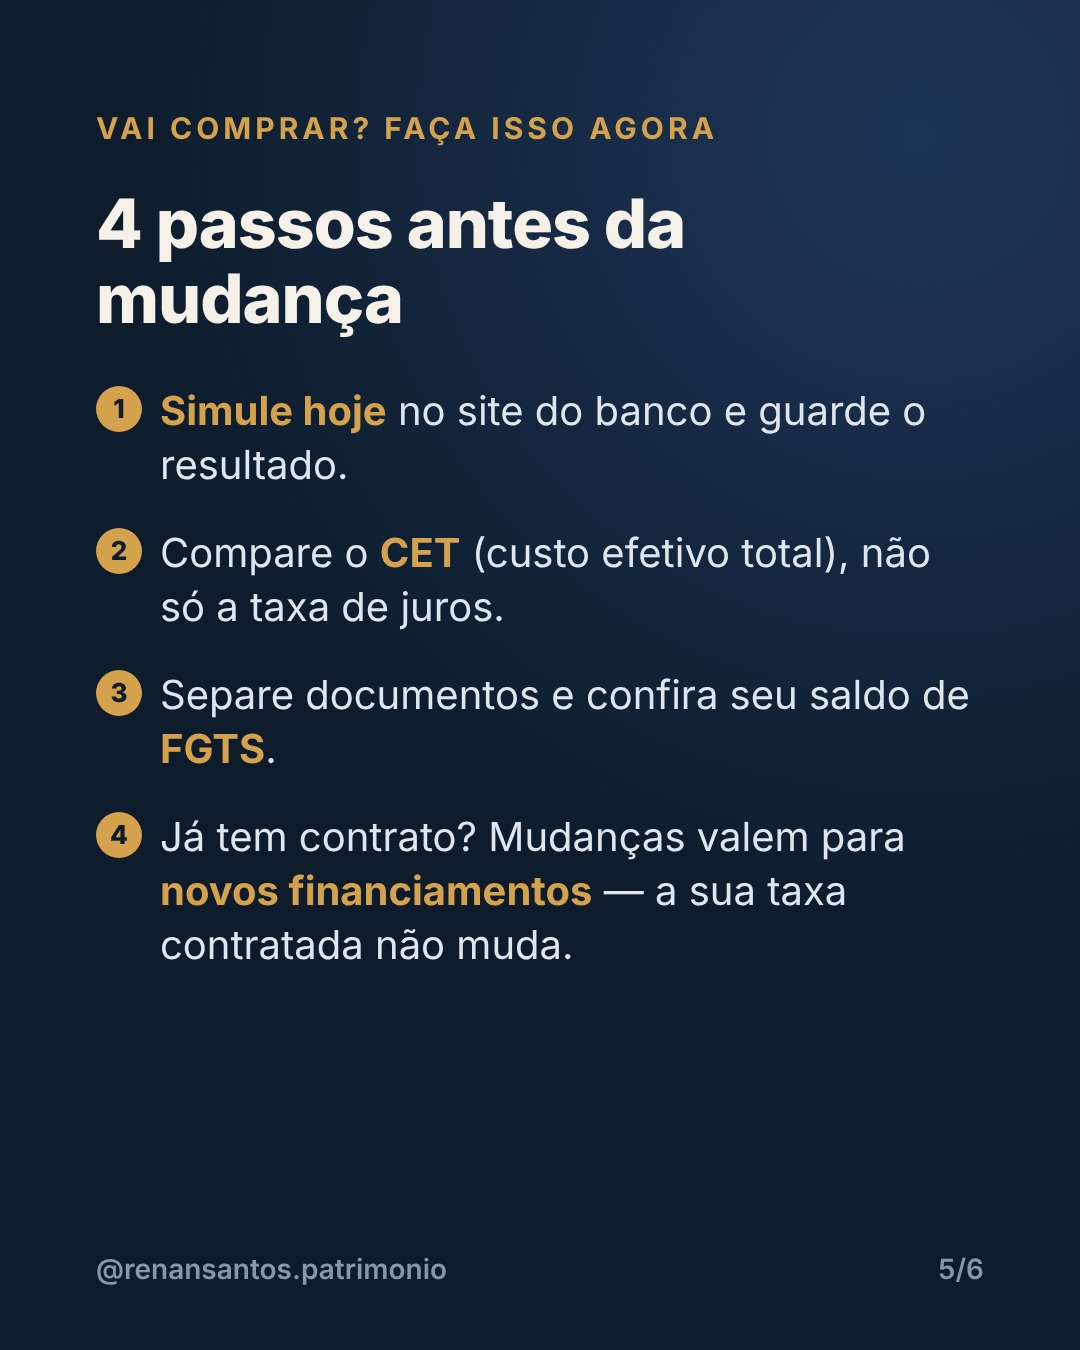 VAI COMPRAR? FAÇA ISSO AGORA
4 passos antes da
mudança
1 Simule hoje no site do banco e guarde o
resultado.
2 Compare o CET (custo efetivo total), não
só a taxa de juros.
3 Separe documentos e confira seu saldo de
FGTS.
4 Já tem contrato? Mudanças valem para
novos financiamentos — a sua taxa
contratada não muda.
@renansantos.patrimonio 5/6